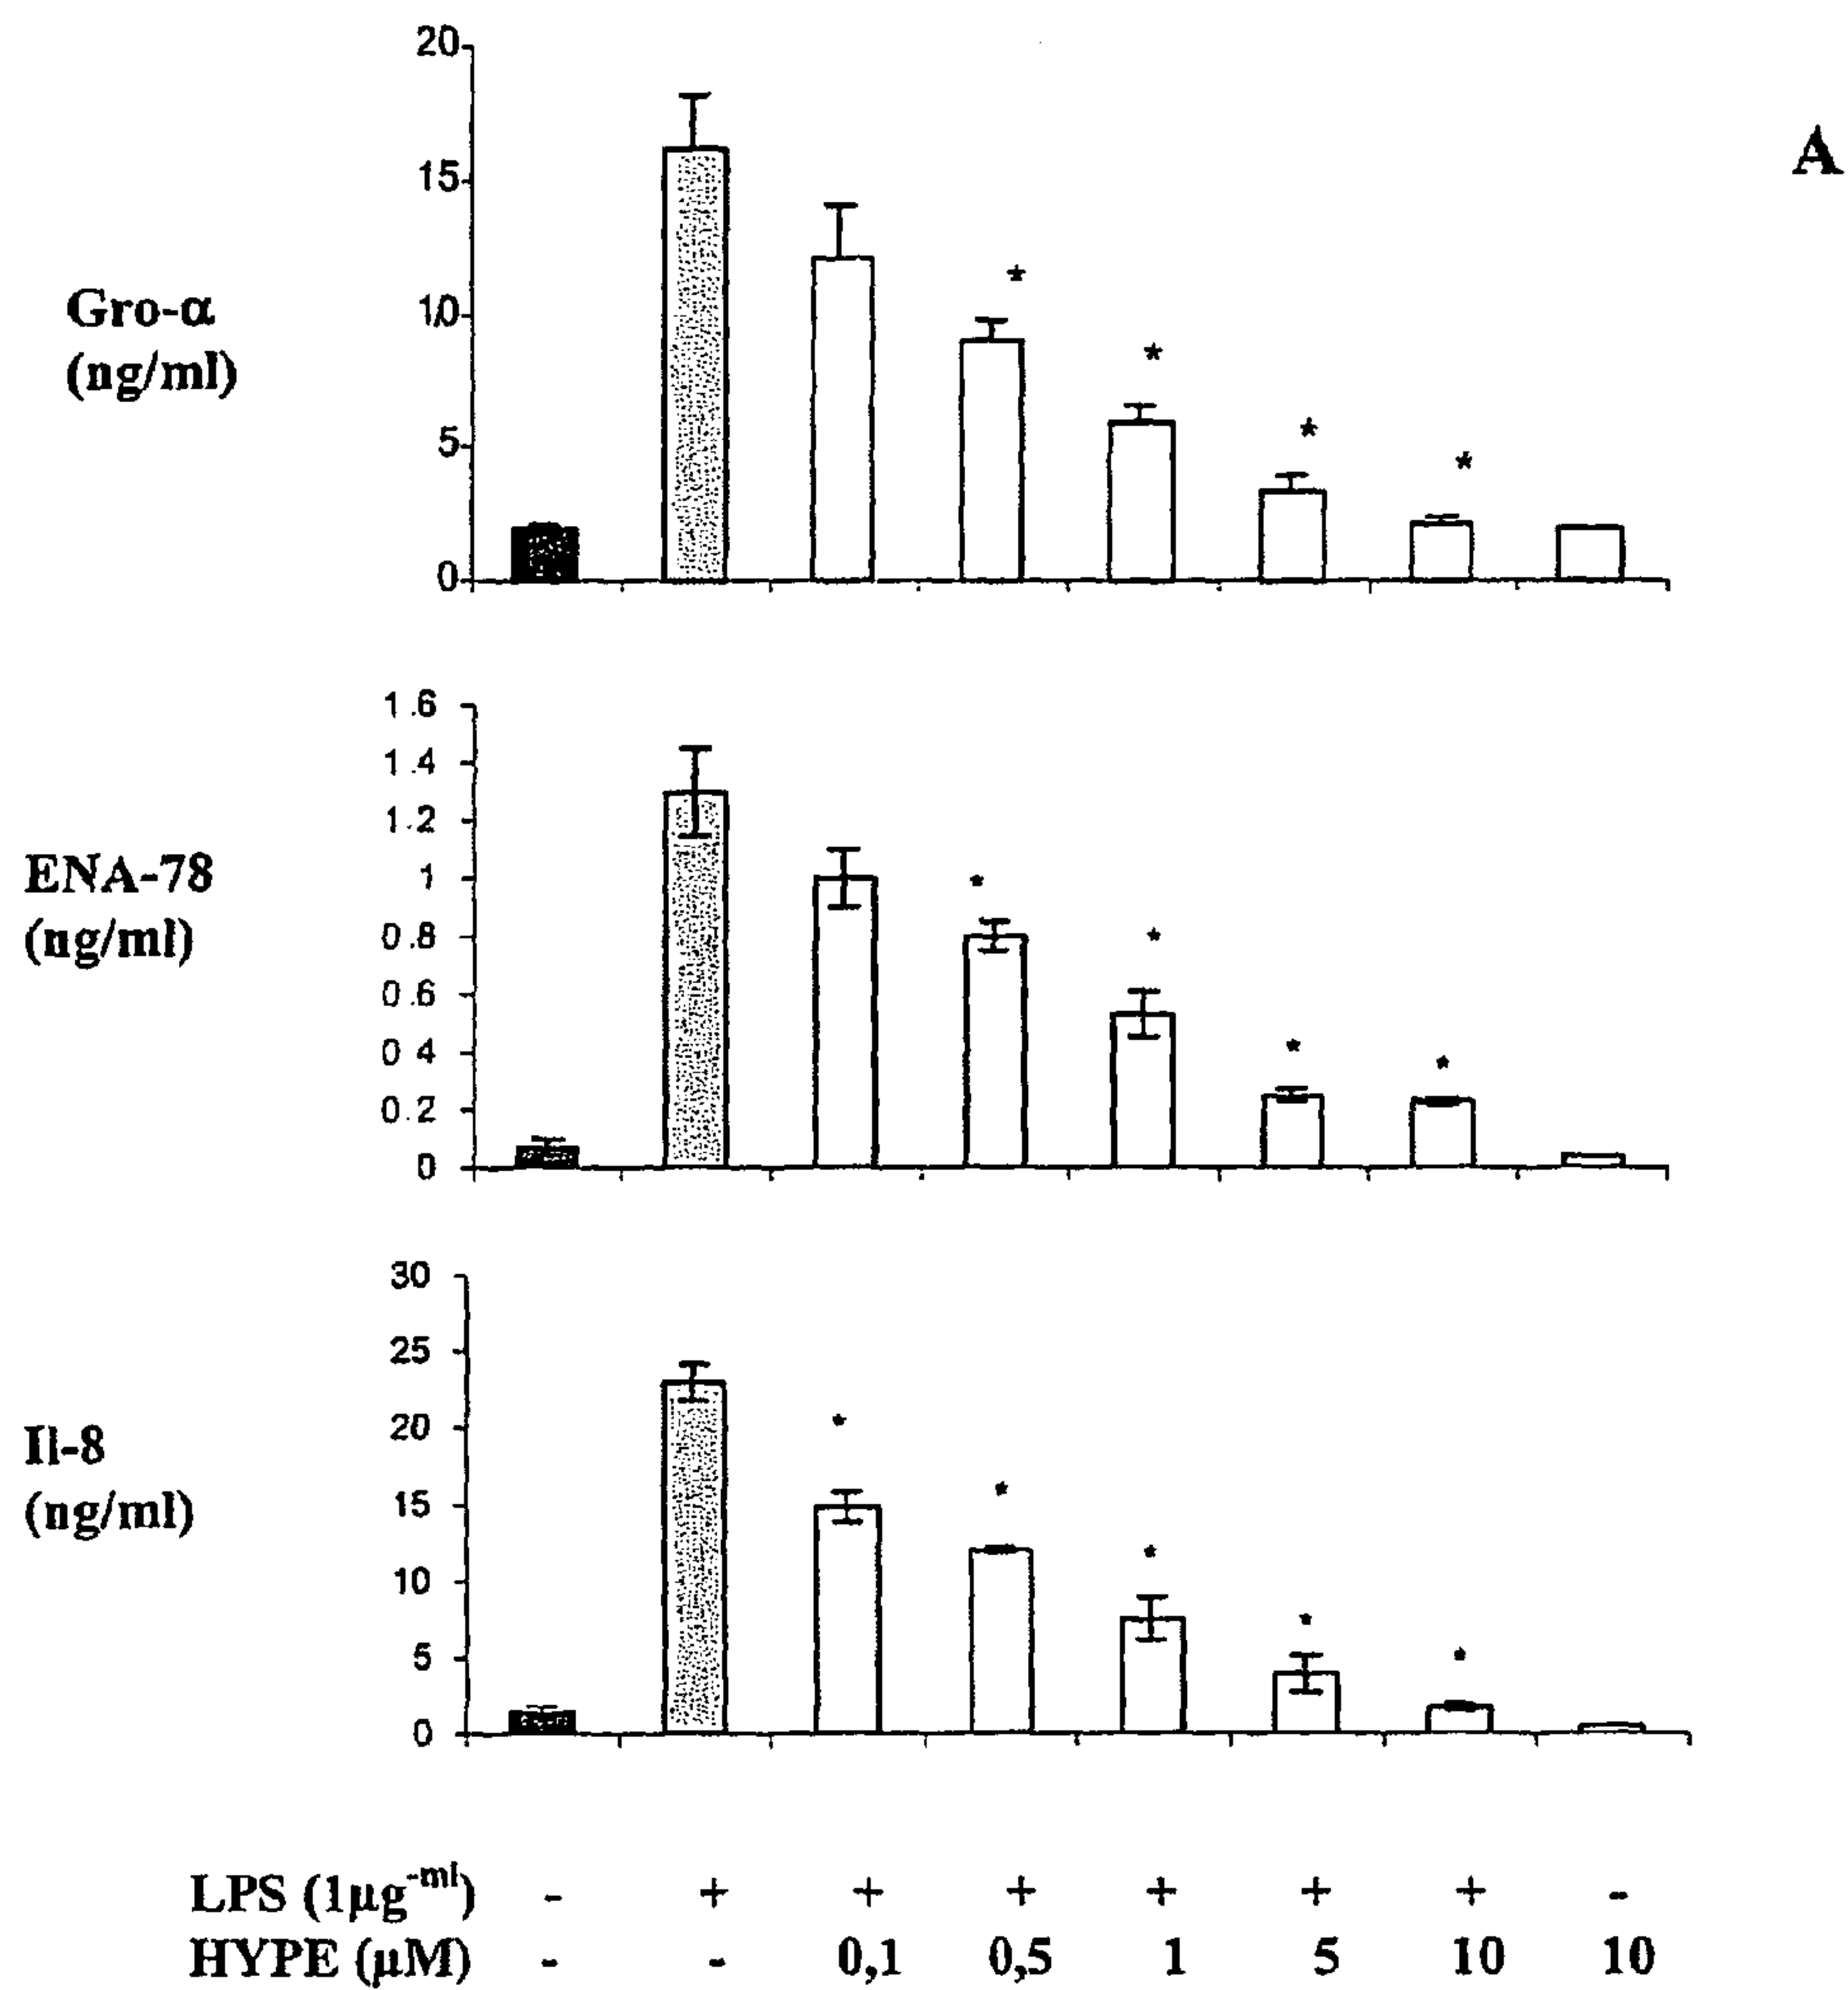 A
20
15
10
5
0
Gro-α
(ng/ml)
* * * *
1.6
1.4
1.2
1
0.8
0.6
0 4
0.2
0
ENA-78
(ng/ml)
* * * *
30
25
20
15
10
5
0
Il-8
(ng/ml)
* * * * *
LPS (1µg-ml) - + + + + + + -
HYPE (µM) - - 0,1 0,5 1 5 10 10